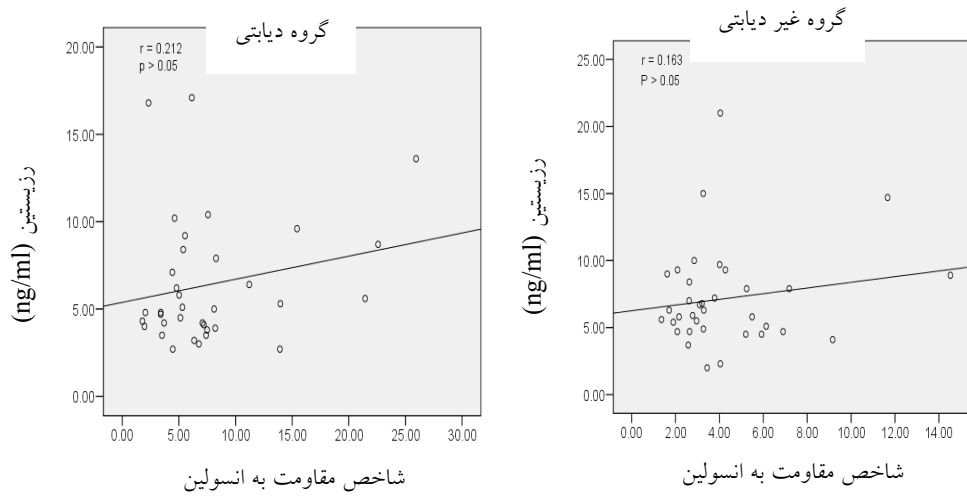 گروه دیابتی
r = 0.212
p > 0.05
20.00
15.00
10.00
5.00
0.00
0.00 5.00 10.00 15.00 20.00 25.00 30.00
رزیستین (ng/ml)
شاخص مقاومت به انسولین
گروه غیر دیابتی
r = 0.163
P > 0.05
25.00
20.00
15.00
10.00
5.00
0.00
0.00 2.00 4.00 6.00 8.00 10.00 12.00 14.00
رزیستین (ng/ml)
شاخص مقاومت به انسولین